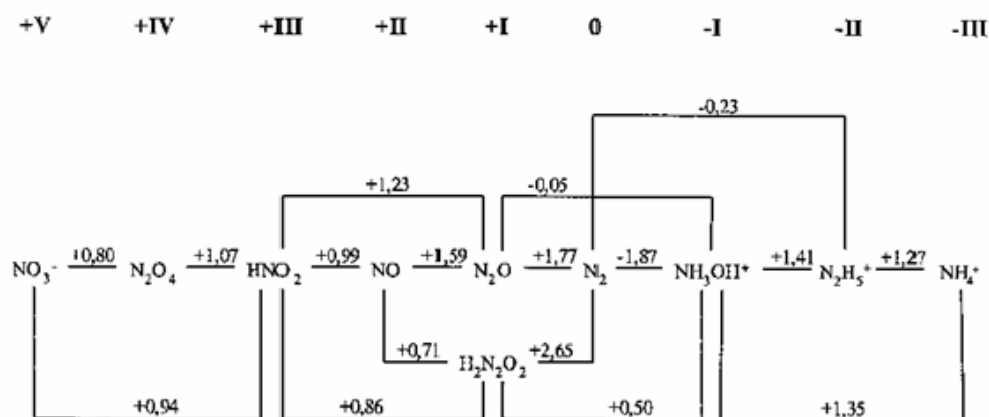 +V +IV +III +II +I 0 -I -II -III
-0,23
+1,23 -0,05
NO₃⁻ +0,80 N₂O₄ +1,07 HNO₂ +0,99 NO +1,59 N₂O +1,77 N₂ -1,87 NH₃OH⁺ +1,41 N₂H₅⁺ +1,27 NH₄⁺
+0,71 H₂N₂O₂ +2,65
+0,94 +0,86 +0,50 +1,35